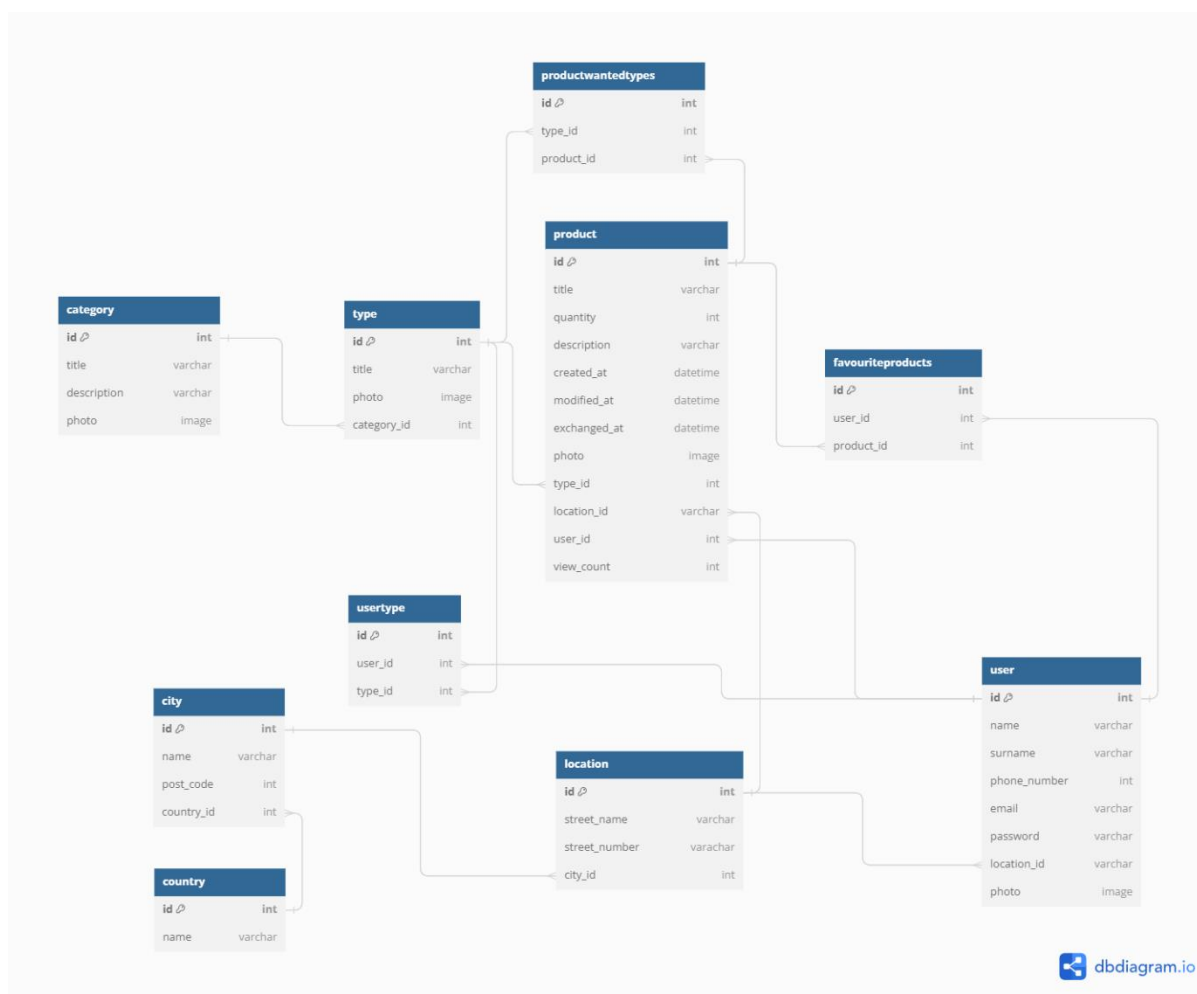 productwantedtypes
id int
type_id int
product_id int
product
id int
title varchar
quantity int
description varchar
created_at datetime
modified_at datetime
exchanged_at datetime
photo image
type_id int
location_id varchar
user_id int
view_count int
category
id int
title varchar
description varchar
photo image
type
id int
title varchar
photo image
category_id int
favouriteproducts
id int
user_id int
product_id int
usertype
id int
user_id int
type_id int
user
id int
name varchar
surname varchar
phone_number int
email varchar
password varchar
location_id varchar
photo image
city
id int
name varchar
post_code int
country_id int
location
id int
street_name varchar
street_number varachar
city_id int
country
id int
name varchar
dbdiagram.io